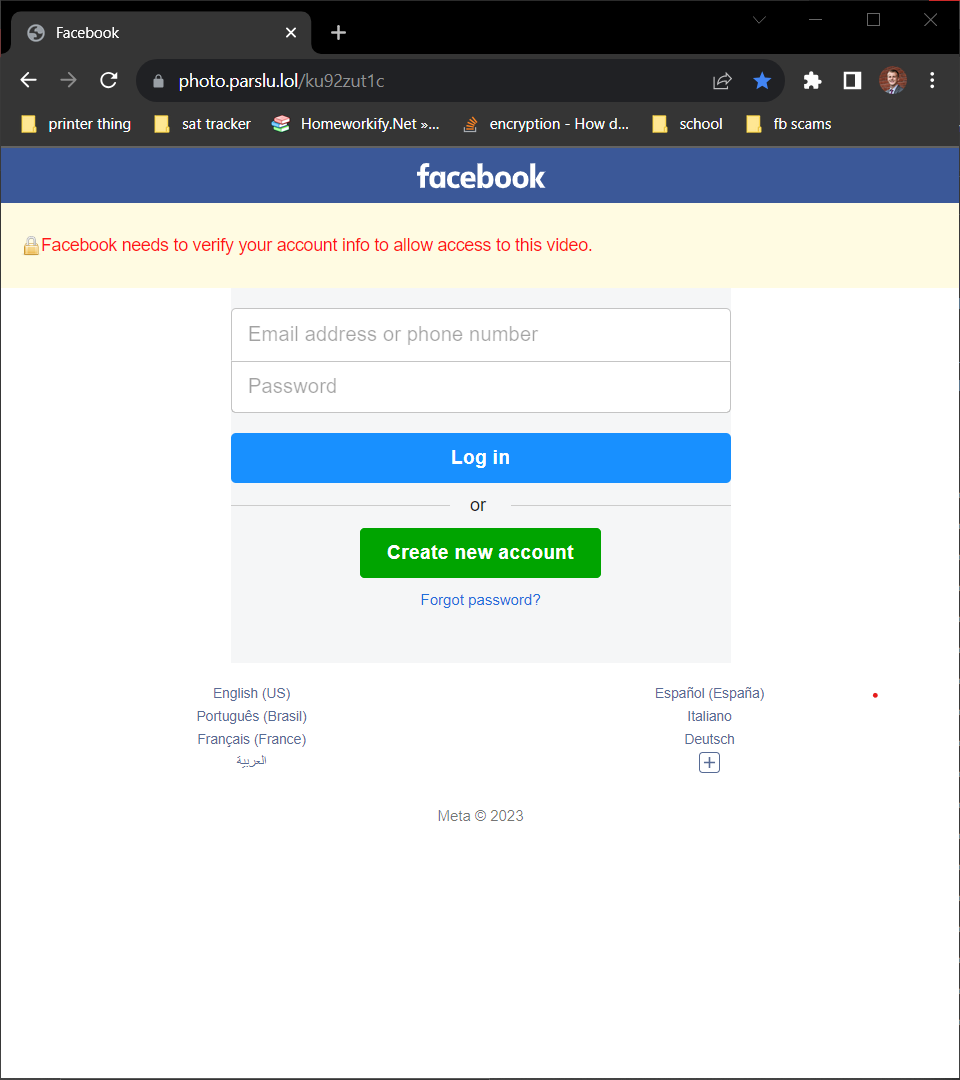 Facebook
photo.parslu.lol/ku92zut1c
printer thing sat tracker Homeworkify.Net »... encryption - How d... school fb scams
facebook
Facebook needs to verify your account info to allow access to this video.
Email address or phone number
Password
Log in
or
Create new account
Forgot password?
English (US) Español (España)
Português (Brasil) Italiano
Français (France) Deutsch
العربية
Meta © 2023